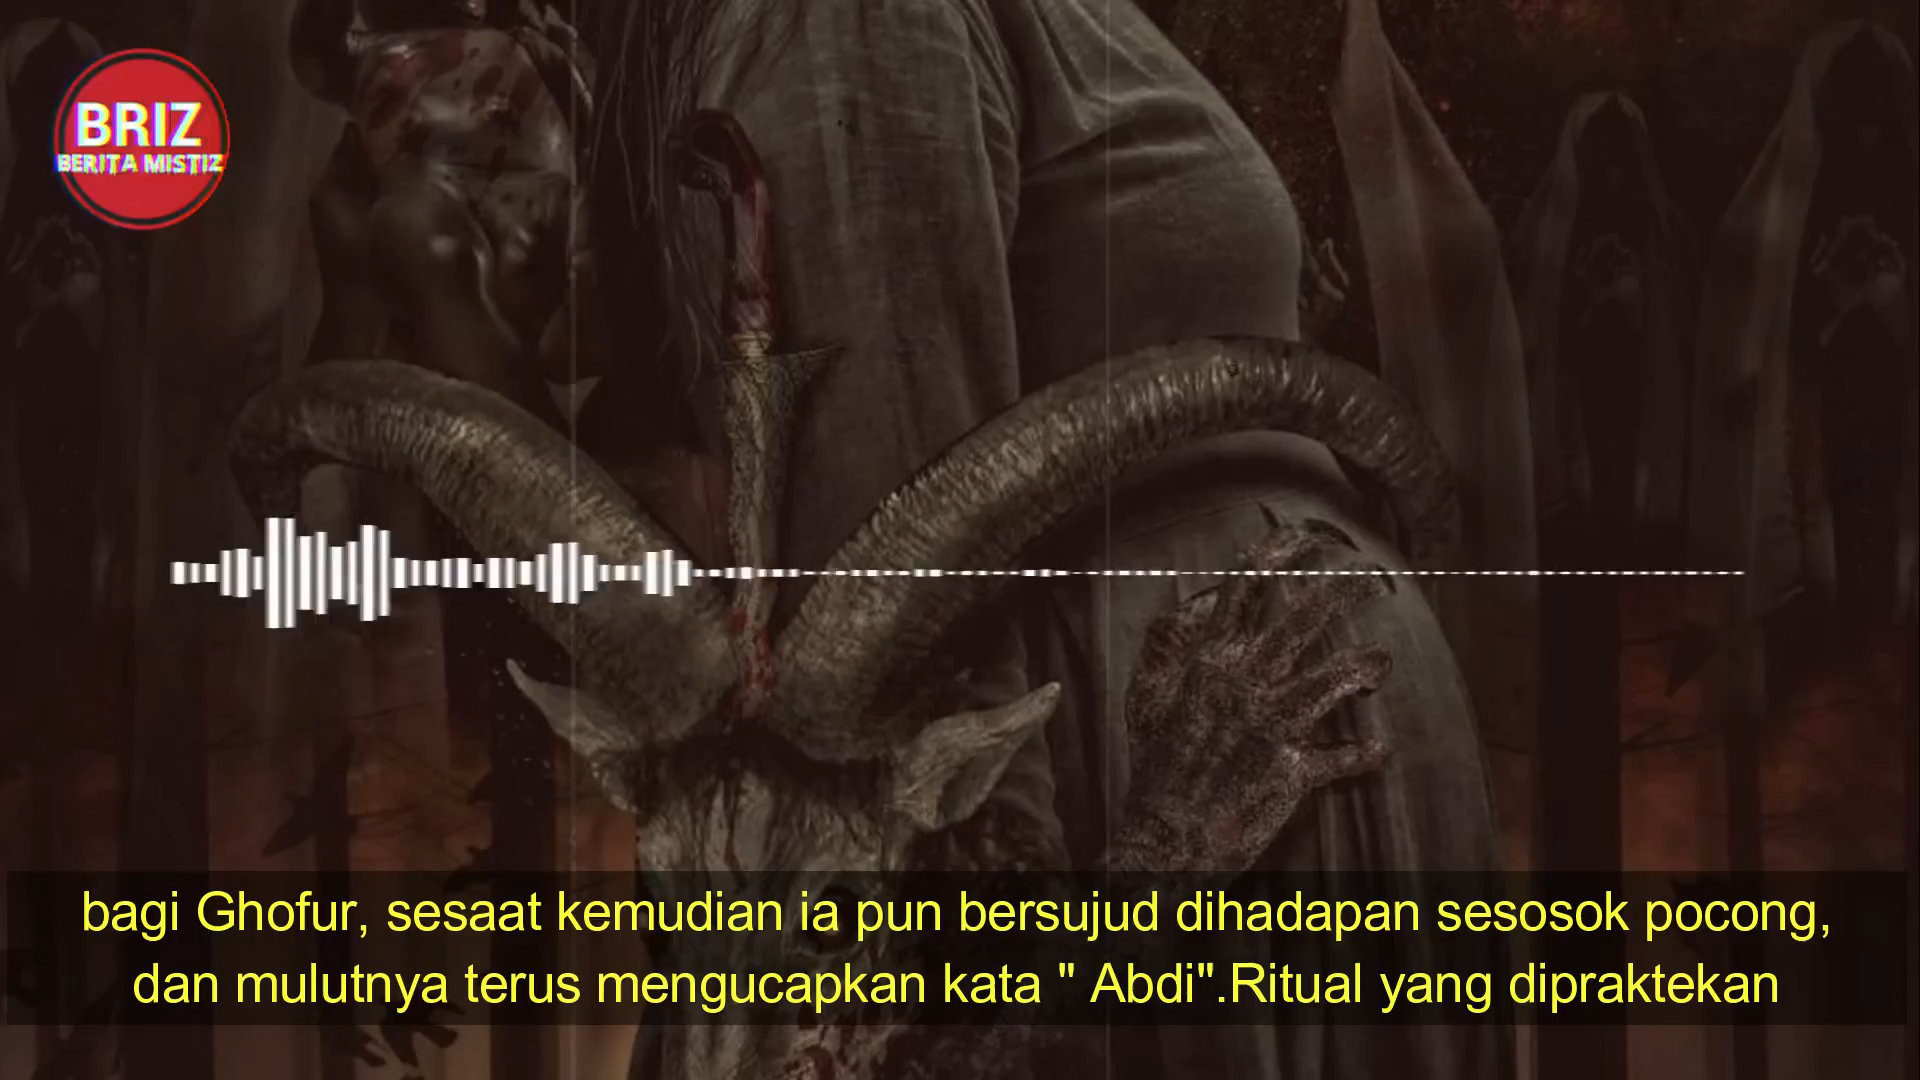 BRIZ
BERITA MISTIZ
bagi Ghofur, sesaat kemudian ia pun bersujud dihadapan sesosok pocong,
dan mulutnya terus mengucapkan kata " Abdi".Ritual yang dipraktekan